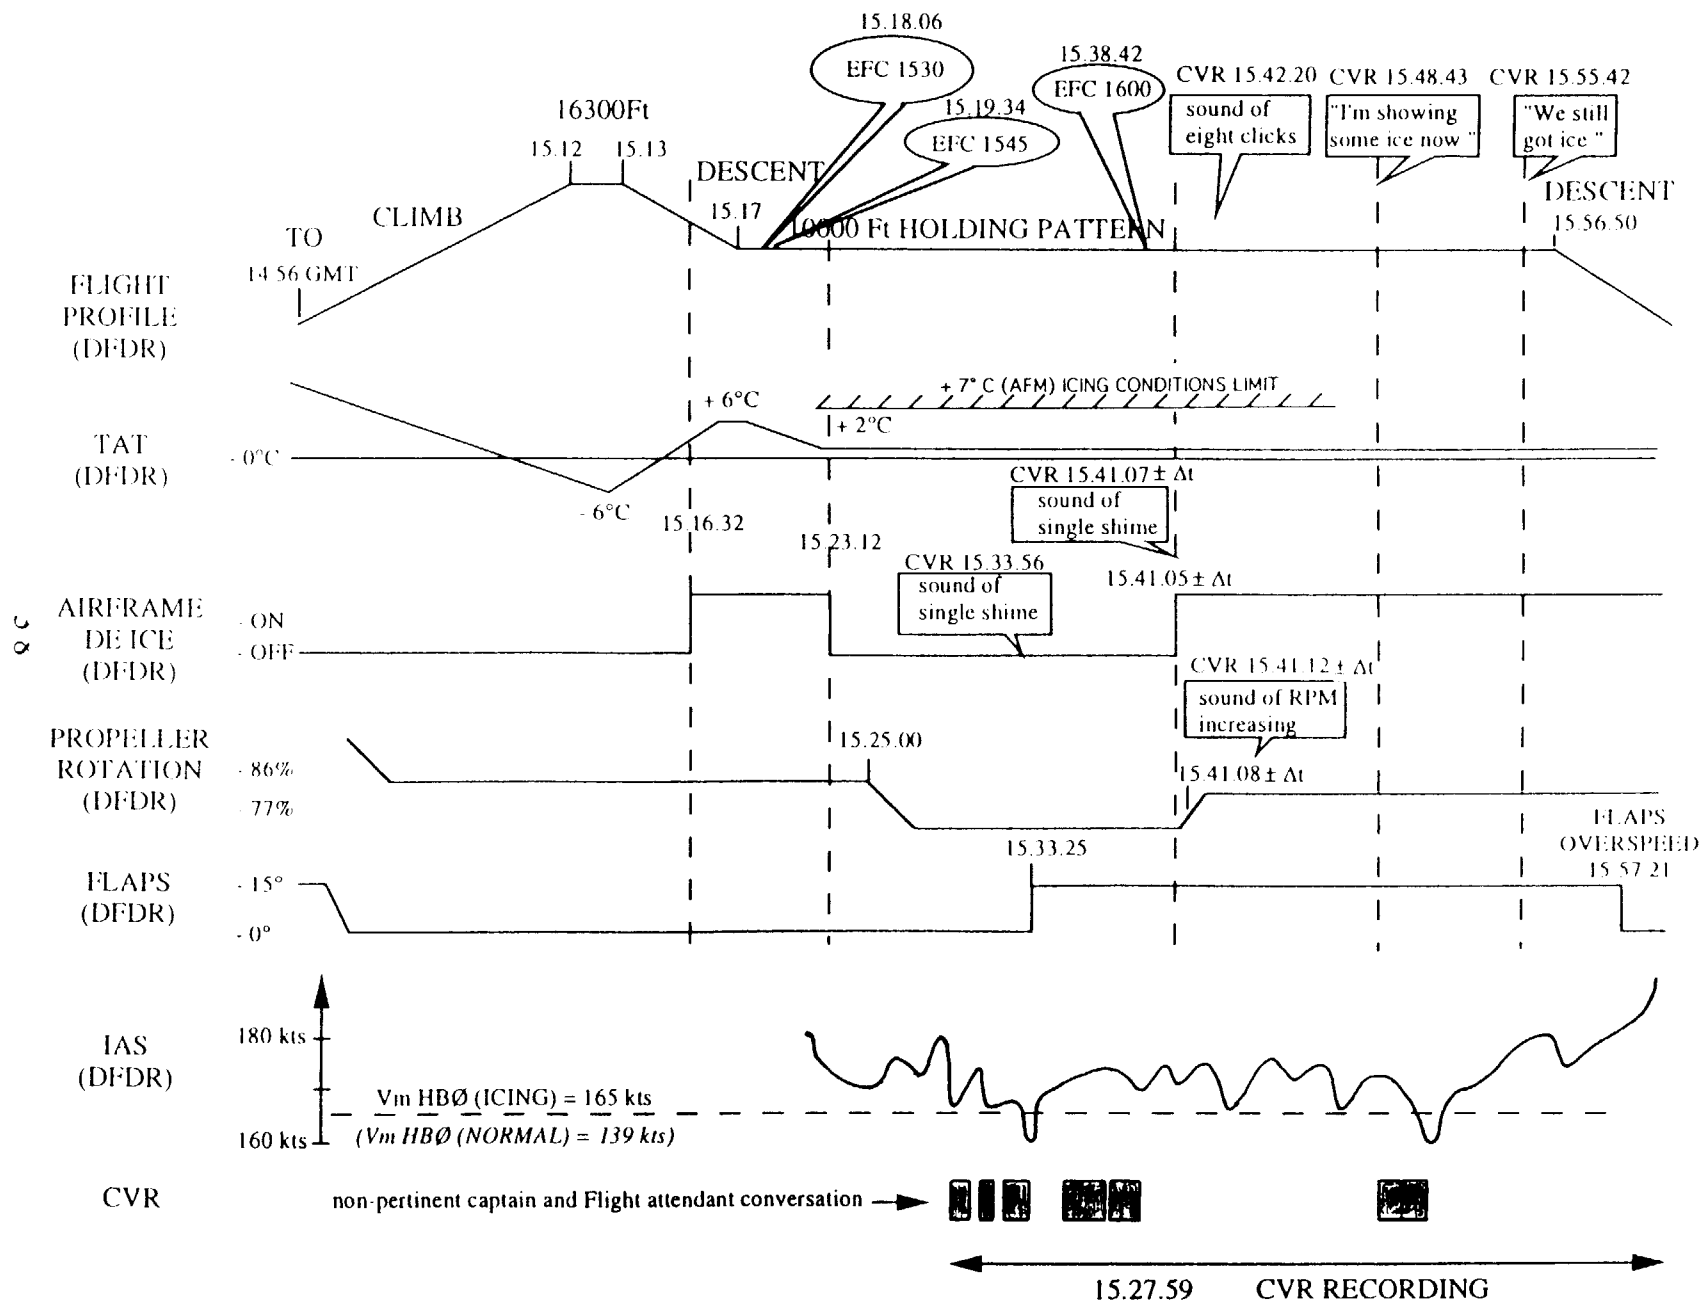 15.18.06
EFC 1530
15.38.42
EFC 1600
CVR 15.42.20
CVR 15.48.43
CVR 15.55.42
sound of
eight clicks
"I'm showing
some ice now "
"We still
got ice "
16300Ft
15.19.34
EFC 1545
15.12
15.13
DESCENT
DESCENT
15.56.50
CLIMB
15.17
10000 Ft HOLDING PATTERN
TO
14 56 GMT
FLIGHT
PROFILE
(DFDR)
+ 7° C (AFM) ICING CONDITIONS LIMIT
+ 6°C
+ 2°C
TAT
(DFDR)
- 0°C
- 6°C
CVR 15.41.07 ± Δt
sound of
single shime
15.16.32
15.23.12
CVR 15.33.56
sound of
single shime
15.41.05 ± Δt
AIRFRAME
DE ICE
(DFDR)
- ON
- OFF
CVR 15.41.12 ± Δt
sound of RPM
increasing
PROPELLER
ROTATION
(DFDR)
- 86%
- 77%
15.25.00
15.41.08 ± Δt
FLAPS
OVERSPEED
15 57 21
15.33.25
FLAPS
(DFDR)
- 15°
- 0°
IAS
(DFDR)
180 kts
Vm HBØ (ICING) = 165 kts
160 kts
(Vm HBØ (NORMAL) = 139 kts)
CVR
non-pertinent captain and Flight attendant conversation
15.27.59
CVR RECORDING